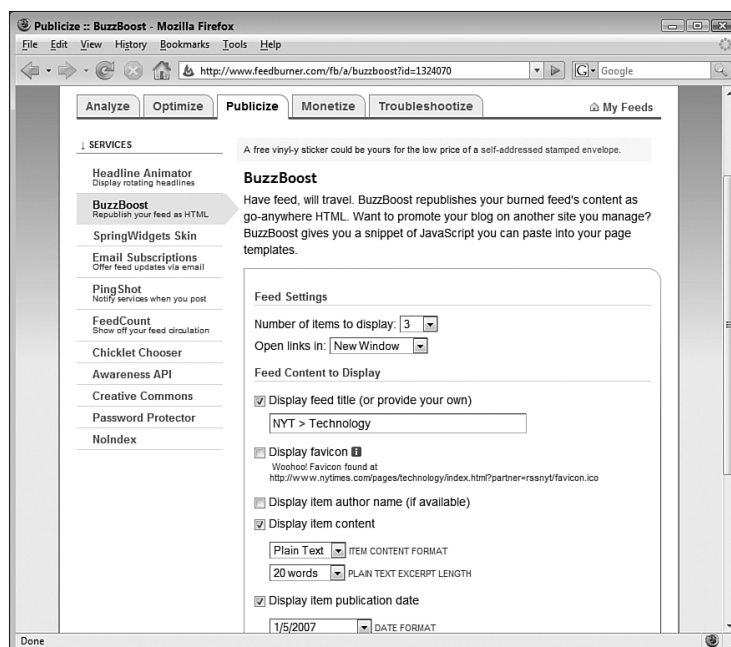 Publicize :: BuzzBoost - Mozilla Firefox
File Edit View History Bookmarks Tools Help
http://www.feedburner.com/fb/a/buzzboost?id=1324070
G Google
Analyze Optimize Publicize Monetize Troubleshootize My Feeds
↓ SERVICES
Headline Animator
Display rotating headlines
BuzzBoost
Republish your feed as HTML
SpringWidgets Skin
Email Subscriptions
Offer feed updates via email
PingShot
Notify services when you post
FeedCount
Show off your feed circulation
Chicklet Chooser
Awareness API
Creative Commons
Password Protector
NoIndex
A free vinyl-y sticker could be yours for the low price of a self-addressed stamped envelope.
BuzzBoost
Have feed, will travel. BuzzBoost republishes your burned feed's content as
go-anywhere HTML. Want to promote your blog on another site you manage?
BuzzBoost gives you a snippet of JavaScript you can paste into your page
templates.
Feed Settings
Number of items to display: 3
Open links in: New Window
Feed Content to Display
Display feed title (or provide your own)
NYT > Technology
Display favicon i
Woohoo! Favicon found at
http://www.nytimes.com/pages/technology/index.html?partner=rssnyt/favicon.ico
Display item author name (if available)
Display item content
Plain Text ITEM CONTENT FORMAT
20 words PLAIN TEXT EXCERPT LENGTH
Display item publication date
1/5/2007 DATE FORMAT
Done